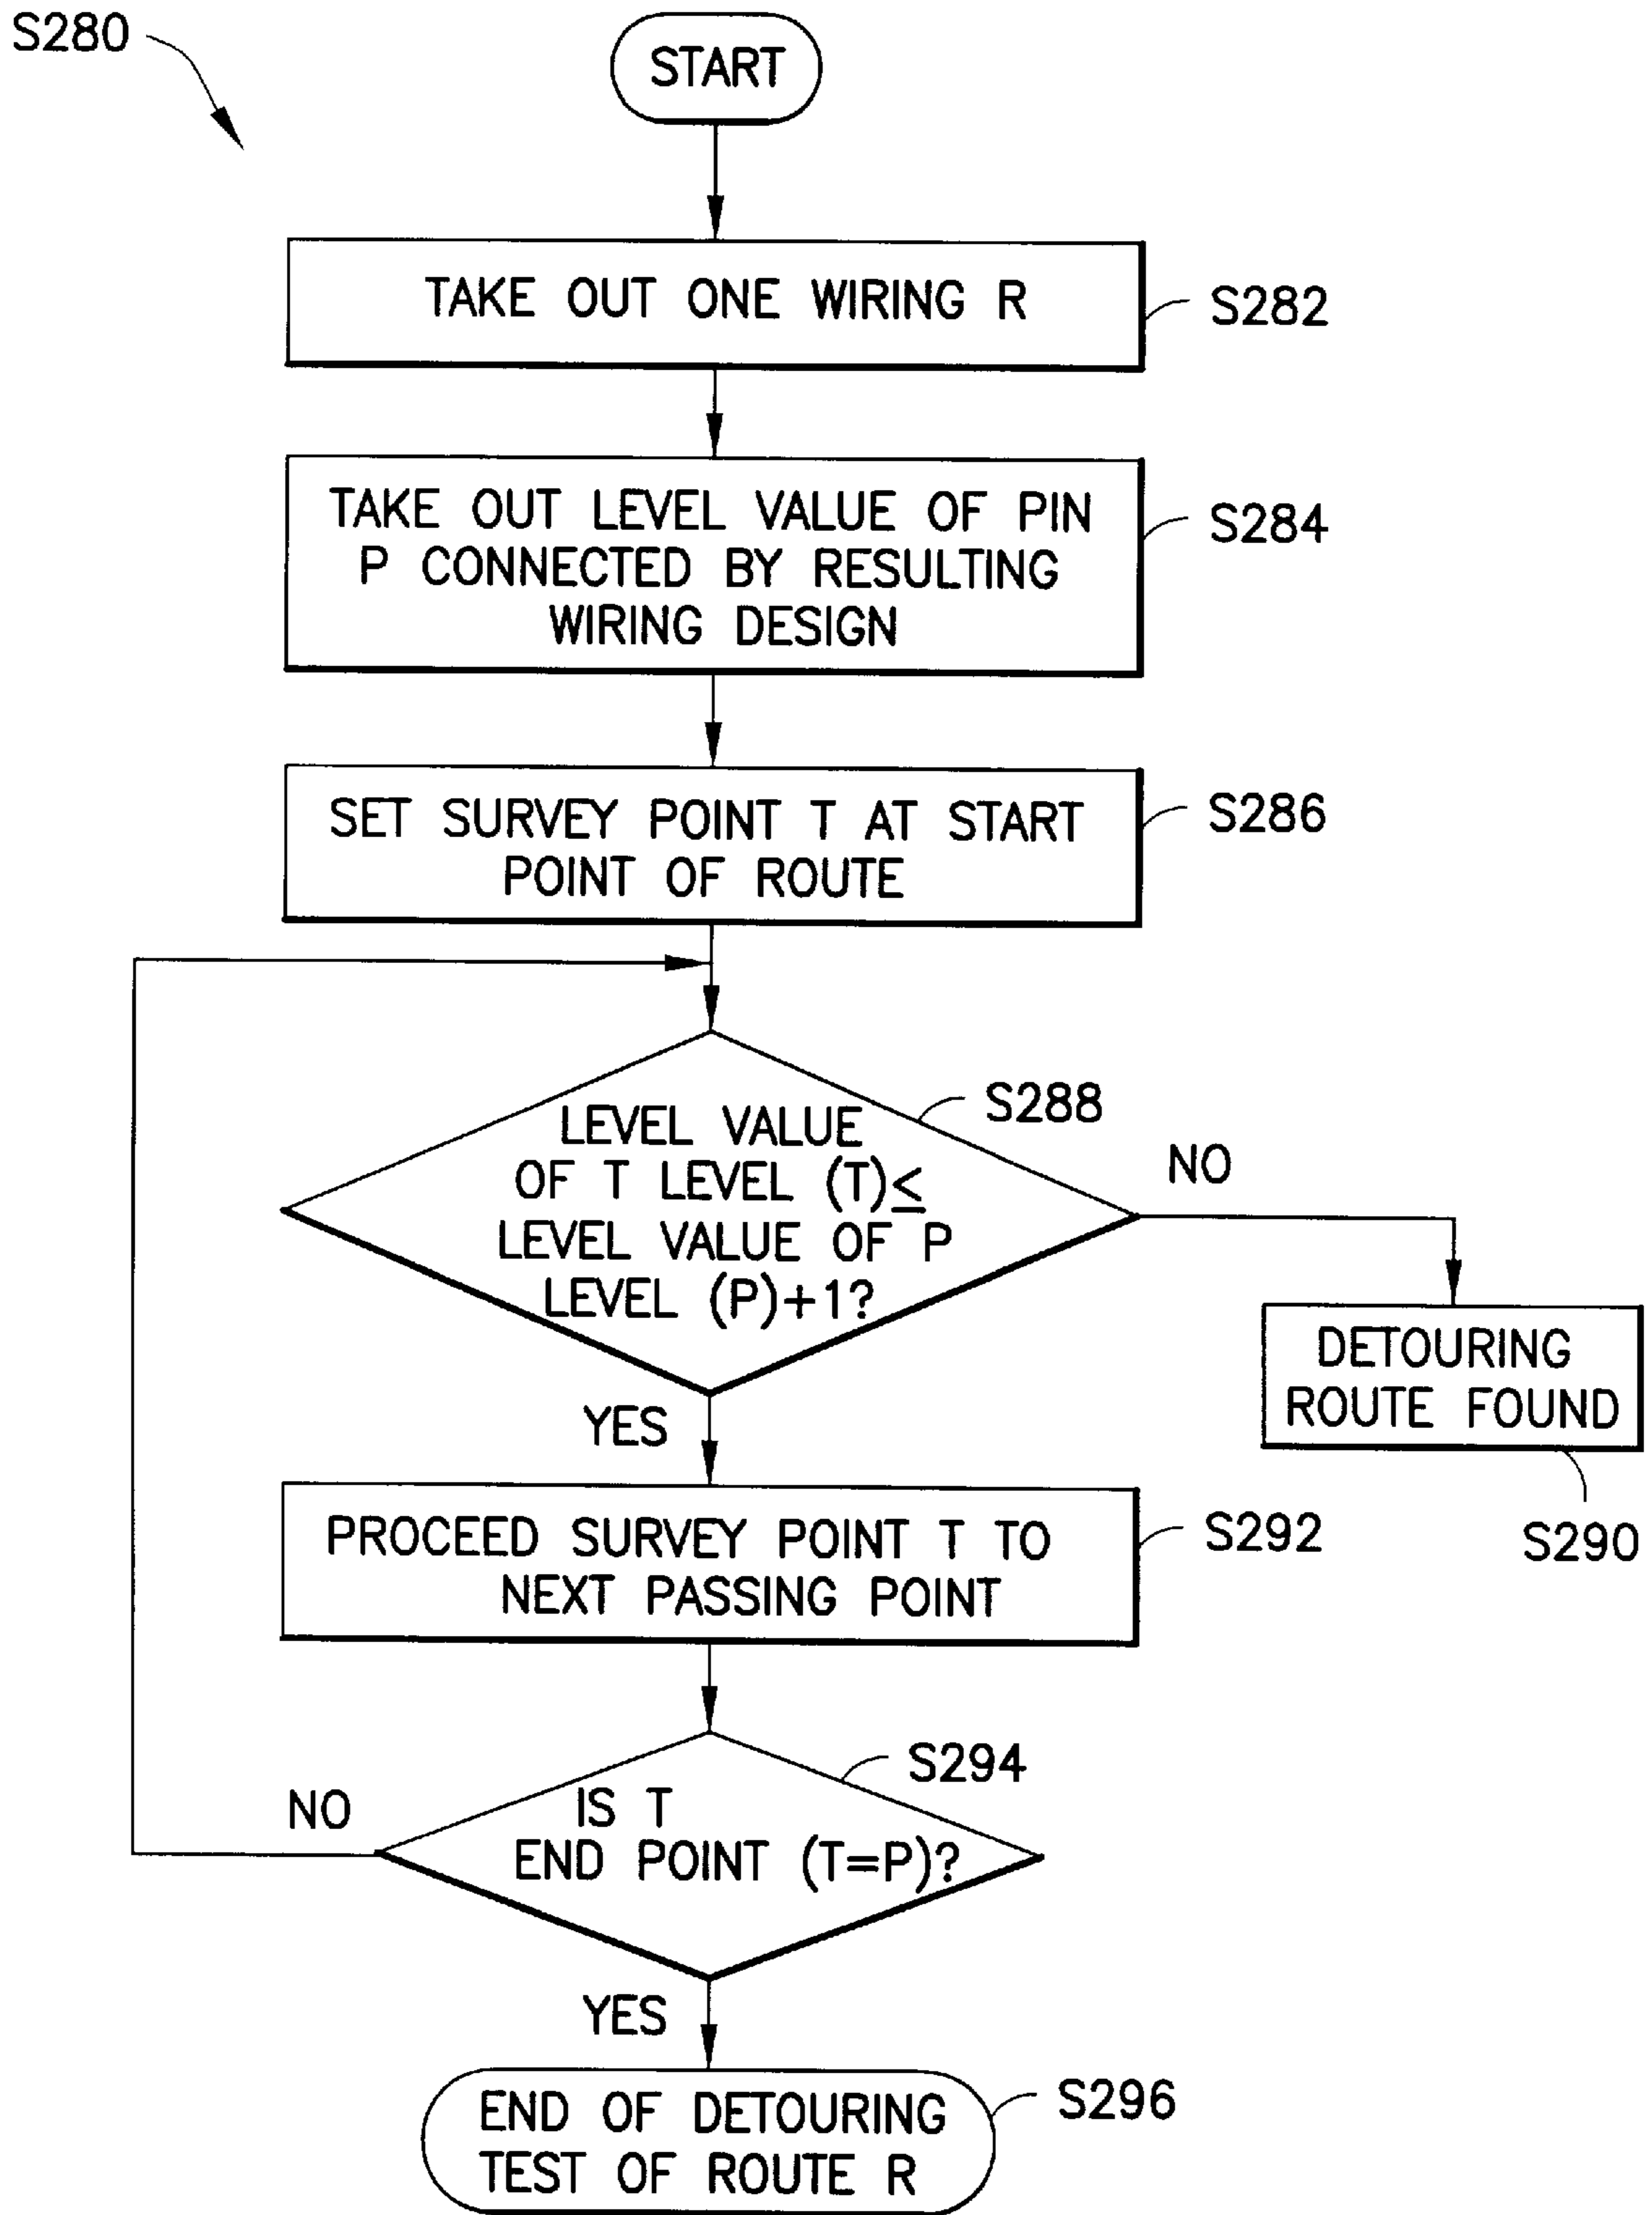 S280
START
TAKE OUT ONE WIRING R
S282
TAKE OUT LEVEL VALUE OF PIN
P CONNECTED BY RESULTING
WIRING DESIGN
S284
SET SURVEY POINT T AT START
POINT OF ROUTE
S286
LEVEL VALUE
OF T LEVEL (T)≤
LEVEL VALUE OF P
LEVEL (P)+1?
S288
NO
DETOURING
ROUTE FOUND
S290
YES
PROCEED SURVEY POINT T TO
NEXT PASSING POINT
S292
IS T
END POINT (T=P)?
S294
NO
YES
END OF DETOURING
TEST OF ROUTE R
S296